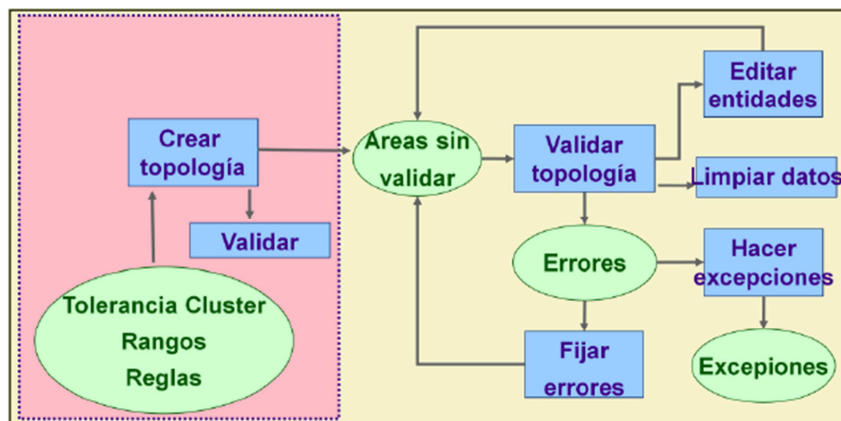 Crear
topología
Validar
Tolerancia Cluster
Rangos
Reglas
Areas sin
validar
Validar
topología
Editar
entidades
Limpiar datos
Errores
Hacer
excepciones
Fijar
errores
Excepiones